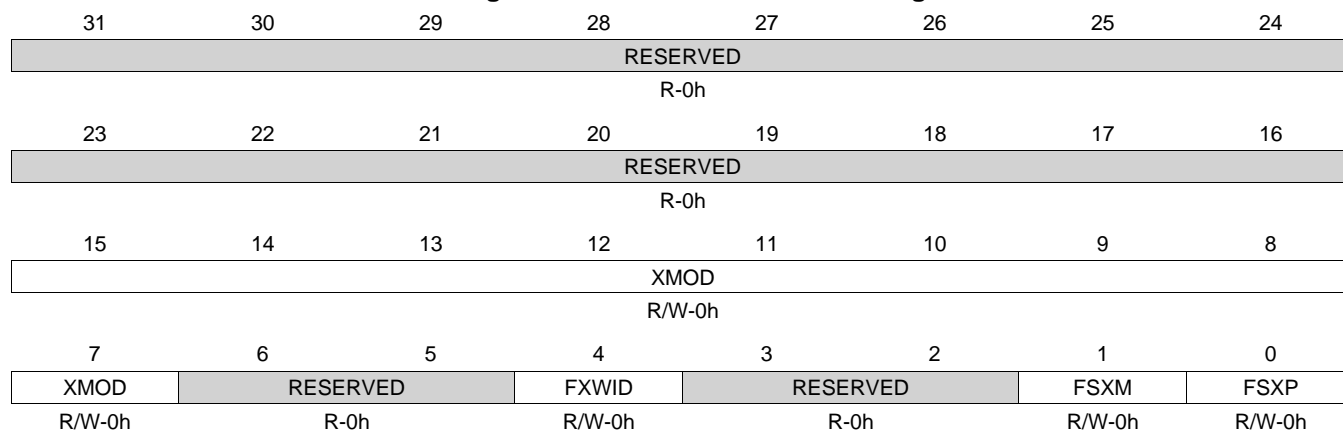 31 30 29 28 27 26 25 24
RESERVED
R-0h
23 22 21 20 19 18 17 16
RESERVED
R-0h
15 14 13 12 11 10 9 8
XMOD
R/W-0h
7 6 5 4 3 2 1 0
XMOD RESERVED FXWID RESERVED FSXM FSXP
R/W-0h R-0h R/W-0h R-0h R/W-0h R/W-0h